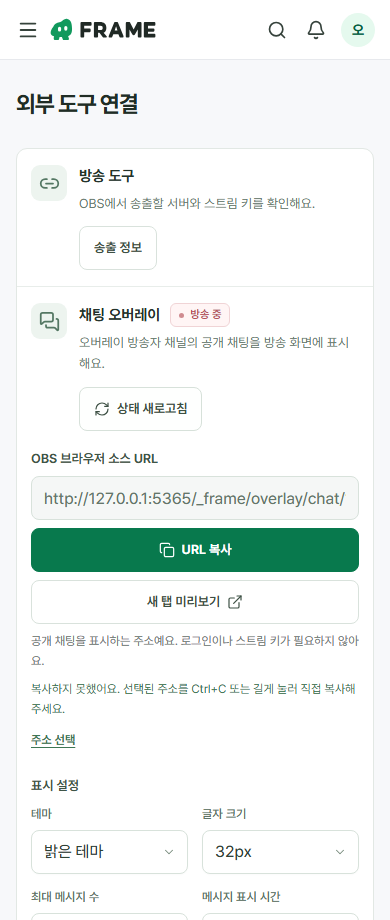 FRAME
오
외부 도구 연결
방송 도구
OBS에서 송출할 서버와 스트림 키를 확인해요.
송출 정보
채팅 오버레이
방송 중
오버레이 방송자 채널의 공개 채팅을 방송 화면에 표시
해요.
상태 새로고침
OBS 브라우저 소스 URL
http://127.0.0.1:5365/_frame/overlay/chat/
URL 복사
새 탭 미리보기
공개 채팅을 표시하는 주소예요. 로그인이나 스트림 키가 필요하지 않아
요.
복사하지 못했어요. 선택된 주소를 Ctrl+C 또는 길게 눌러 직접 복사해
주세요.
주소 선택
표시 설정
테마
글자 크기
밝은 테마
32px
최대 메시지 수
메시지 표시 시간